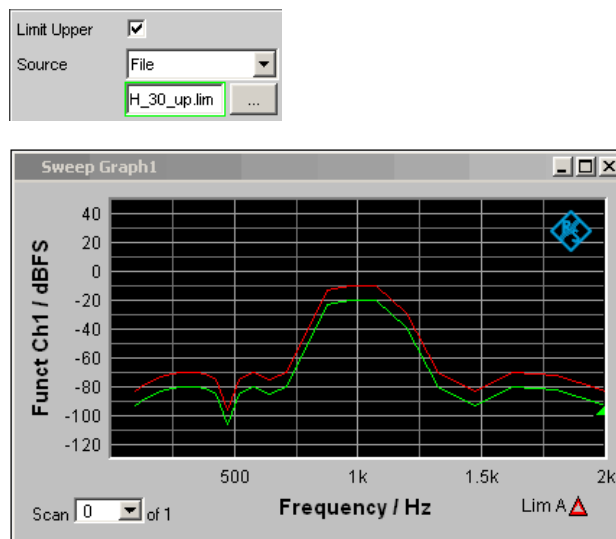 Limit Upper
Source File
H_30_up.lim ...
Sweep Graph1
Funct Ch1 / dBFS
40
20
0
-20
-40
-60
-80
-100
-120
500 1k 1.5k 2k
Scan 0 of 1 Frequency / Hz Lim A